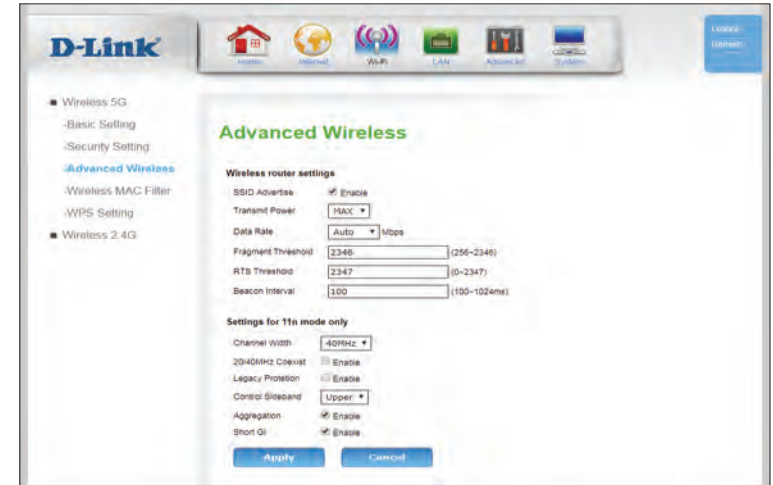 D-Link
Home Internet Wi-Fi LAN Advanced System
Logout
Wireless 5G
-Basic Setting
-Security Setting
-Advanced Wireless
-Wireless MAC Filter
-WPS Setting
Wireless 2.4G
Advanced Wireless
Wireless router settings
SSID Advertise Enable
Transmit Power MAX
Data Rate Auto Mbps
Fragment Threshold 2346 (256~2346)
RTS Threshold 2347 (0~2347)
Beacon Interval 100 (100~1024ms)
Settings for 11n mode only
Channel Width 40MHz
20/40MHz Coexist Enable
Legacy Protetion Enable
Control Sideband Upper
Aggregation Enable
Short GI Enable
Apply Cancel